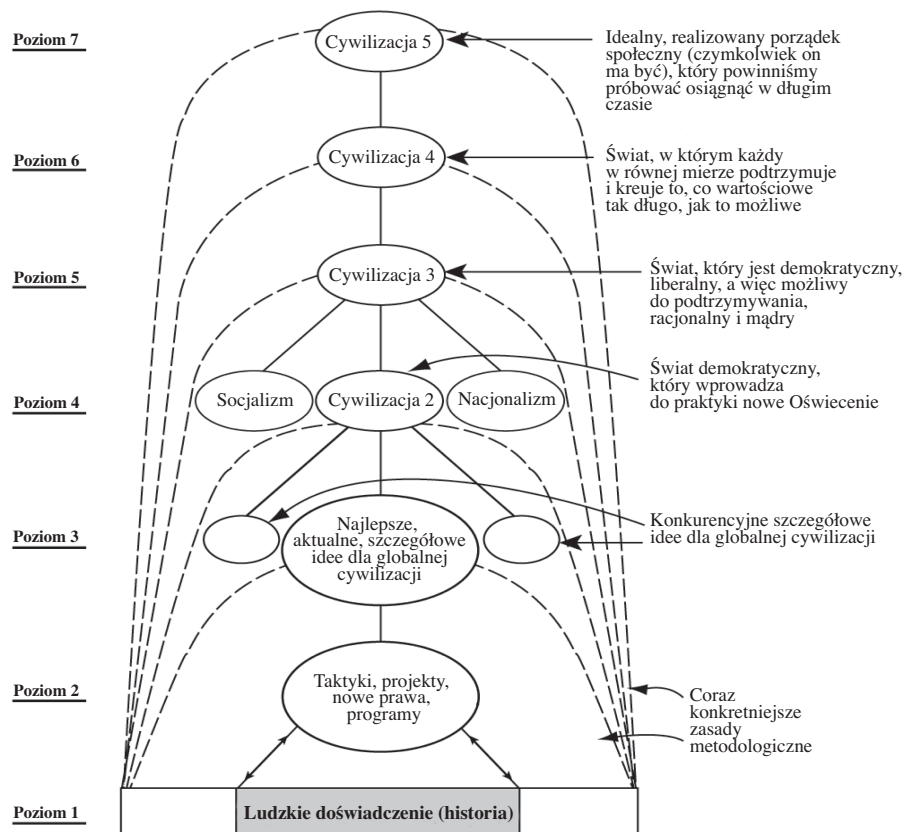 Poziom 7
Cywilizacja 5
Idealny, realizowany porządek
społeczny (czymkolwiek on
ma być), który powinniśmy
próbować osiągnąć w długim
czasie
Poziom 6
Cywilizacja 4
Świat, w którym każdy
w równej mierze podtrzymuje
i kreuje to, co wartościowe
tak długo, jak to możliwe
Poziom 5
Cywilizacja 3
Świat, który jest demokratyczny,
liberalny, a więc możliwy
do podtrzymywania,
racjonalny i mądry
Poziom 4
Socjalizm
Cywilizacja 2
Nacjonalizm
Świat demokratyczny,
który wprowadza
do praktyki nowe Oświecenie
Poziom 3
Najlepsze,
aktualne, szczegółowe
idee dla globalnej
cywilizacji
Konkurencyjne szczegółowe
idee dla globalnej cywilizacji
Poziom 2
Taktyki, projekty,
nowe prawa,
programy
Coraz
konkretniejsze
zasady
metodologiczne
Poziom 1
Ludzkie doświadczenie (historia)